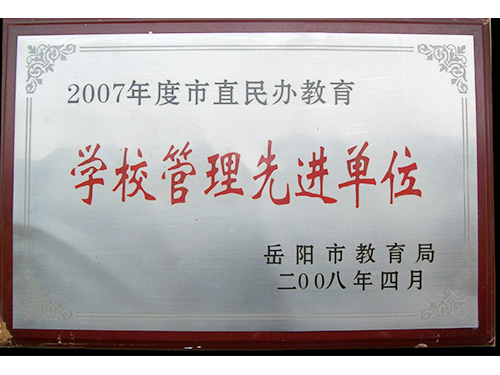 2007年度市直民办教育
学校管理先进单位
岳阳市教育局
二00八年四月